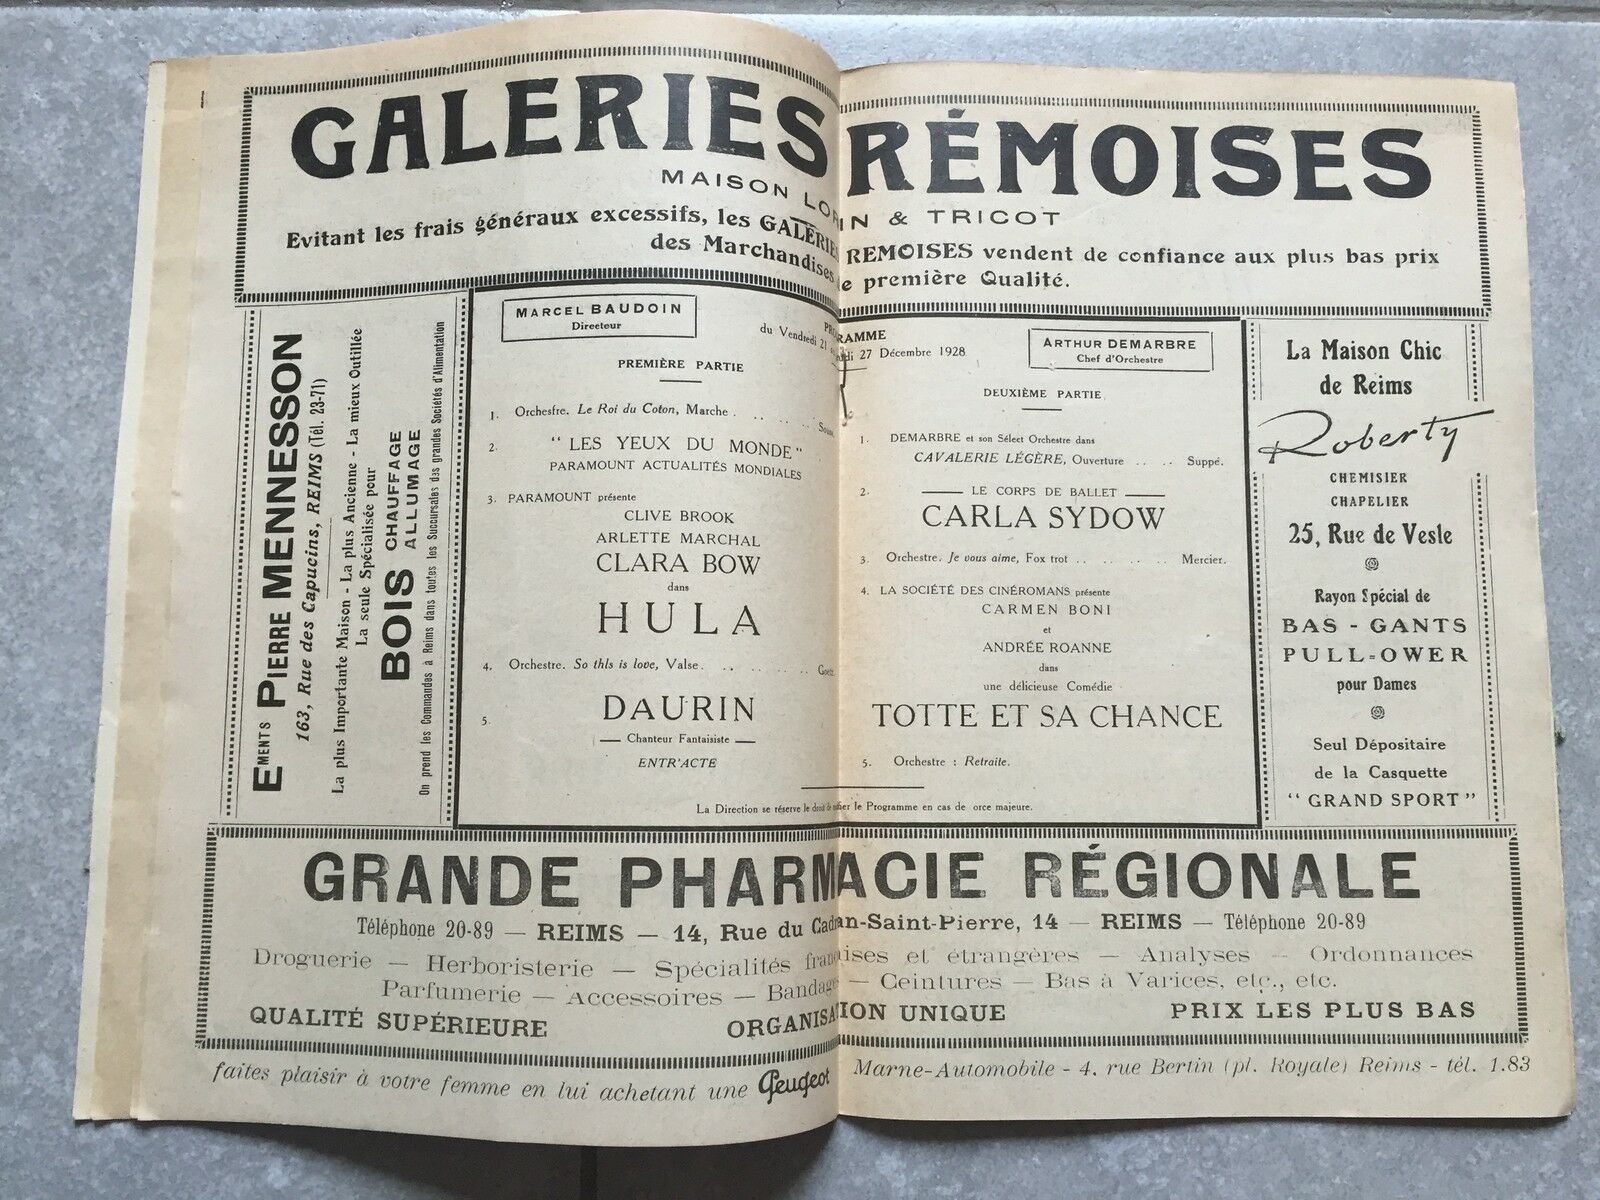 GALERIES RÉMOISES
MAISON LORIN & TRICOT
Evitant les frais généraux excessifs, les GALERIES REMOISES vendent de confiance aux plus bas prix
des Marchandises de première Qualité.
Ements PIERRE MENNESSON
163, Rue des Capucins, REIMS (Tél. 23-71)
La plus Importante Maison - La plus Ancienne - La mieux Outillée
La seule Spécialisée pour
BOIS CHAUFFAGE
ALLUMAGE
On prend les Commandes à Reims dans toutes les Succursales des grandes Sociétés d'Alimentation
MARCEL BAUDOIN
Directeur
PROGRAMME
du Vendredi 21 27 Décembre 1928
ARTHUR DEMARBRE
Chef d'Orchestre
PREMIÈRE PARTIE
1. Orchesfre. Le Roi du Coton, Marche . .. .. .. Sousa.
2. " LES YEUX DU MONDE "
PARAMOUNT ACTUALITÉS MONDIALES
3. PARAMOUNT présente
CLIVE BROOK
ARLETTE MARCHAL
CLARA BOW
dans
HULA
4. Orchestre. So thls is love, Valse. .. .. .. .. Goetz.
5. DAURIN
— Chanteur Fantaisiste —
ENTR'ACTE
DEUXIÈME PARTIE
1. DEMARBRE et son Sélect Orchestre dans
CAVALERIE LÉGÈRE, Ouverture .. .. Suppé.
2. — LE CORPS DE BALLET —
CARLA SYDOW
3. Orchestre. Je vous aime, Fox trot .. .. .. .. Mercier.
4. LA SOCIÉTÉ DES CINÉROMANS présente
CARMEN BONI
et
ANDRÉE ROANNE
dans
une délicieuse Comédie
TOTTE ET SA CHANCE
5. Orchestre : Retraite.
La Direction se réserve le droit de modifier le Programme en cas de orce majeure.
La Maison Chic
de Reims
Roberty
CHEMISIER
CHAPELIER
25, Rue de Vesle
Rayon Spécial de
BAS - GANTS
PULL=OWER
pour Dames
Seul Dépositaire
de la Casquette
" GRAND SPORT "
GRANDE PHARMACIE RÉGIONALE
Téléphone 20-89 — REIMS — 14, Rue du Cadran-Saint-Pierre, 14 — REIMS — Téléphone 20-89
Droguerie — Herboristerie — Spécialités françaises et étrangères — Analyses — Ordonnances
Parfumerie — Accessoires — Bandages — Ceintures — Bas à Varices, etc., etc.
QUALITÉ SUPÉRIEURE ORGANISATION UNIQUE PRIX LES PLUS BAS
faites plaisir à votre femme en lui achetant une Peugeot Marne-Automobile - 4, rue Bertin (pl. Royale) Reims - tél. 1.83